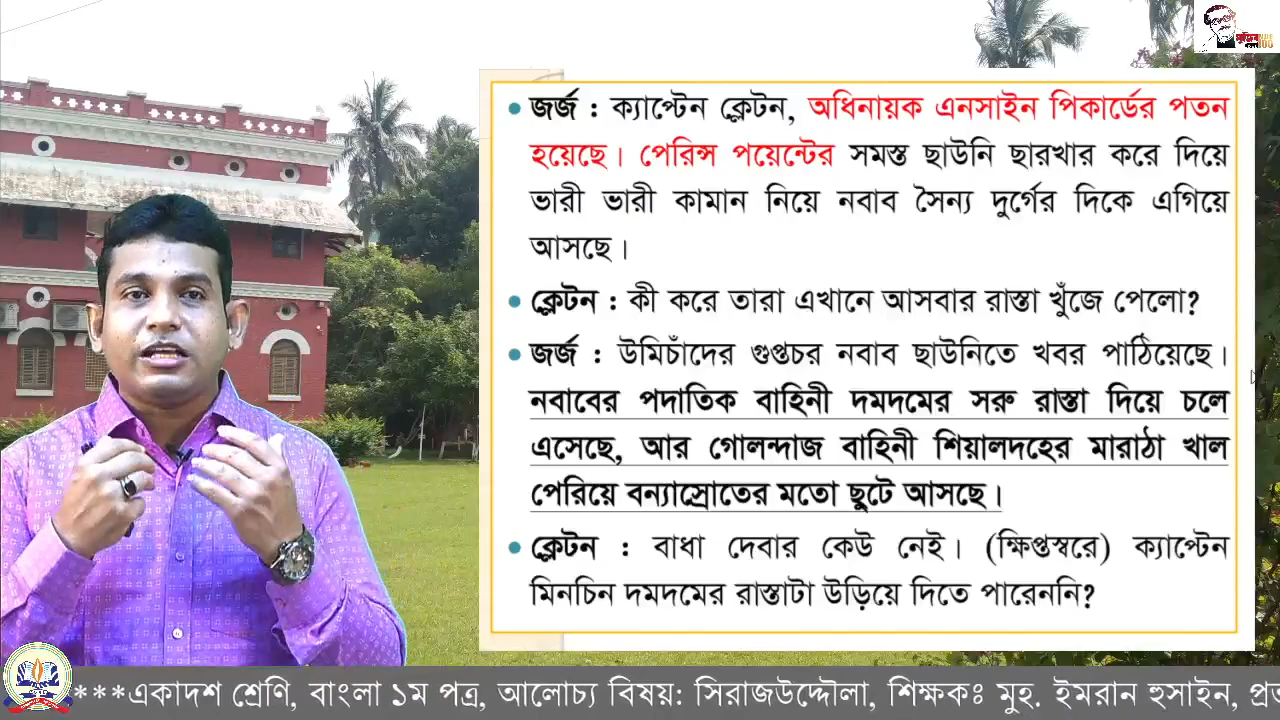 • জর্জ : ক্যাপ্টেন ক্লেটন, অধিনায়ক এনসাইন পিকার্ডের পতন
হয়েছে। পেরিন্স পয়েন্টের সমস্ত ছাউনি ছারখার করে দিয়ে
ভারী ভারী কামান নিয়ে নবাব সৈন্য দুর্গের দিকে এগিয়ে
আসছে।
• ক্লেটন : কী করে তারা এখানে আসবার রাস্তা খুঁজে পেলো?
• জর্জ : উমিচাঁদের গুপ্তচর নবাব ছাউনিতে খবর পাঠিয়েছে।
নবাবের পদাতিক বাহিনী দমদমের সরু রাস্তা দিয়ে চলে
এসেছে, আর গোলন্দাজ বাহিনী শিয়ালদহের মারাঠা খাল
পেরিয়ে বন্যাস্রোতের মতো ছুটে আসছে।
• ক্লেটন : বাধা দেবার কেউ নেই। (ক্ষিপ্তস্বরে) ক্যাপ্টেন
মিনচিন দমদমের রাস্তাটা উড়িয়ে দিতে পারেননি?
***একাদশ শ্রেণি, বাংলা ১ম পত্র, আলোচ্য বিষয়: সিরাজউদ্দৌলা, শিক্ষকঃ মুহ. ইমরান হুসাইন, প্রত